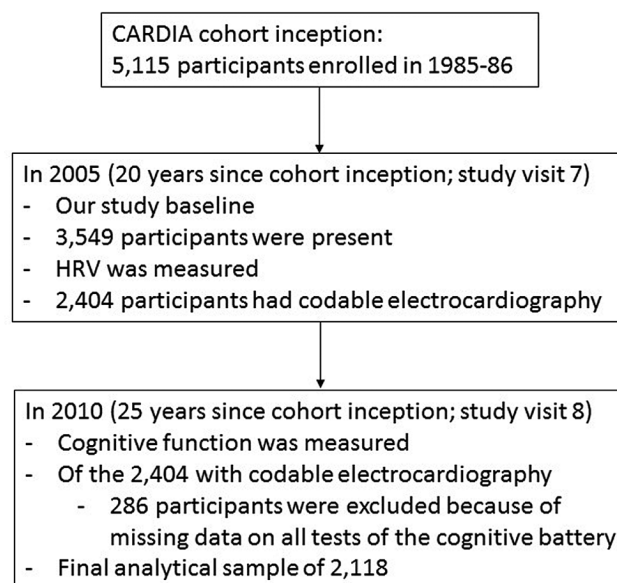 CARDIA cohort inception:
5,115 participants enrolled in 1985-86
In 2005 (20 years since cohort inception; study visit 7)
- Our study baseline
- 3,549 participants were present
- HRV was measured
- 2,404 participants had codable electrocardiography
In 2010 (25 years since cohort inception; study visit 8)
- Cognitive function was measured
- Of the 2,404 with codable electrocardiography
- 286 participants were excluded because of
missing data on all tests of the cognitive battery
- Final analytical sample of 2,118